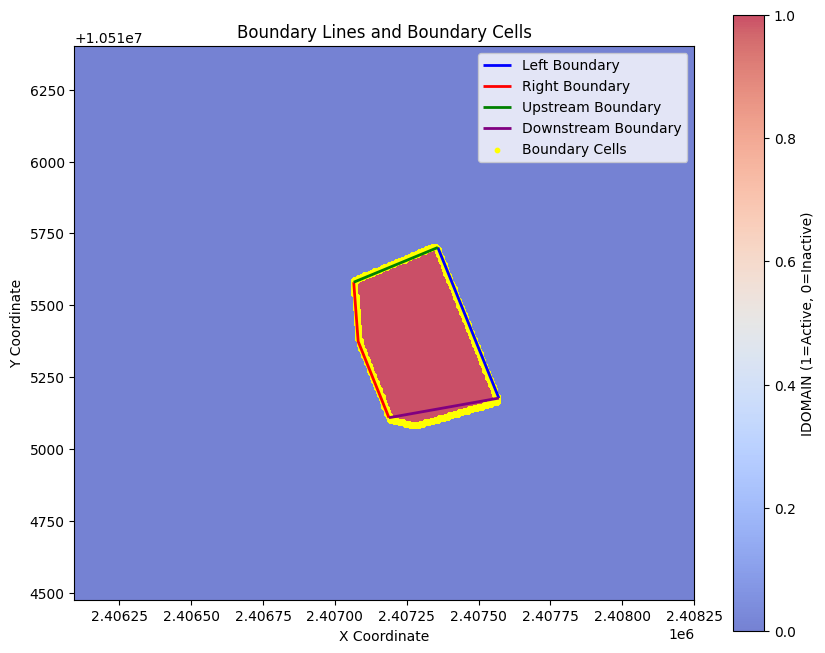 Boundary Lines and Boundary Cells
+1.051e7
Left Boundary
Right Boundary
Upstream Boundary
Downstream Boundary
Boundary Cells
6250
6000
5750
5500
5250
5000
4750
4500
Y Coordinate
2.40625
2.40650
2.40675
2.40700
2.40725
2.40750
2.40775
2.40800
2.40825
1e6
X Coordinate
1.0
0.8
0.6
0.4
0.2
0.0
IDOMAIN (1=Active, 0=Inactive)